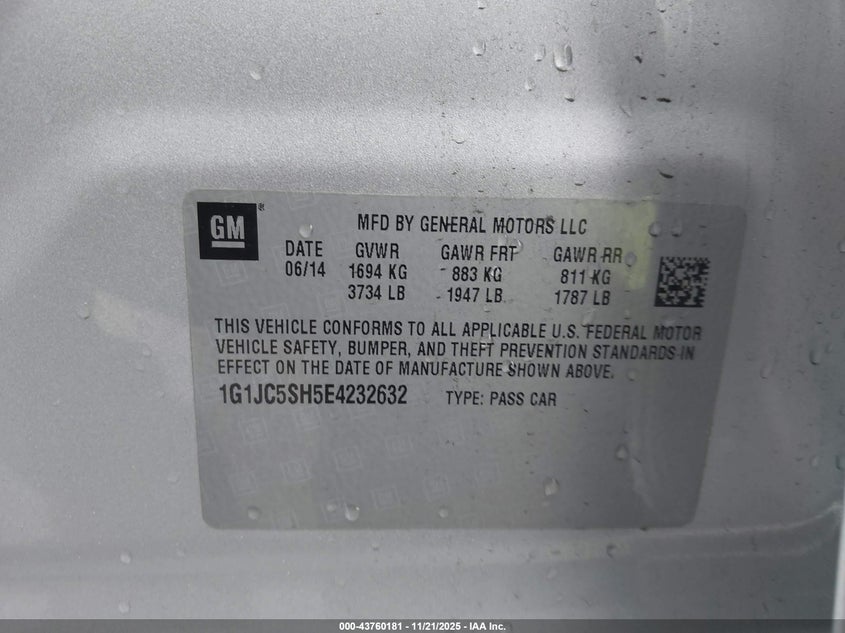 GM®
MFD BY GENERAL MOTORS LLC
DATE GVWR GAWR FRT GAWR RR
06/14 1694 KG 883 KG 811 KG
3734 LB 1947 LB 1787 LB
THIS VEHICLE CONFORMS TO ALL APPLICABLE U.S. FEDERAL MOTOR
VEHICLE SAFETY, BUMPER, AND THEFT PREVENTION STANDARDS IN
EFFECT ON THE DATE OF MANUFACTURE SHOWN ABOVE.
1G1JC5SH5E4232632 TYPE: PASS CAR
000-43760181 - 11/21/2025 - IAA Inc.